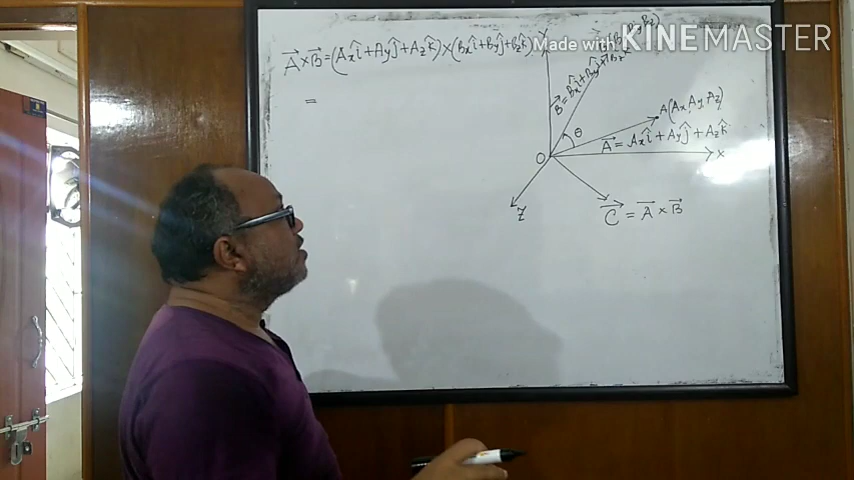 Made with KINEMASTER
A⃗ × B⃗ = (Axî + Ayĵ + Azk̂) × (Bxî + Byĵ + Bzk̂)
=
Y
B⃗ = Bxî + Byĵ + Bzk̂
A(Ax, Ay, Az)
θ
A⃗ = Axî + Ayĵ + Azk̂
O
X
Z
C⃗ = A⃗ × B⃗